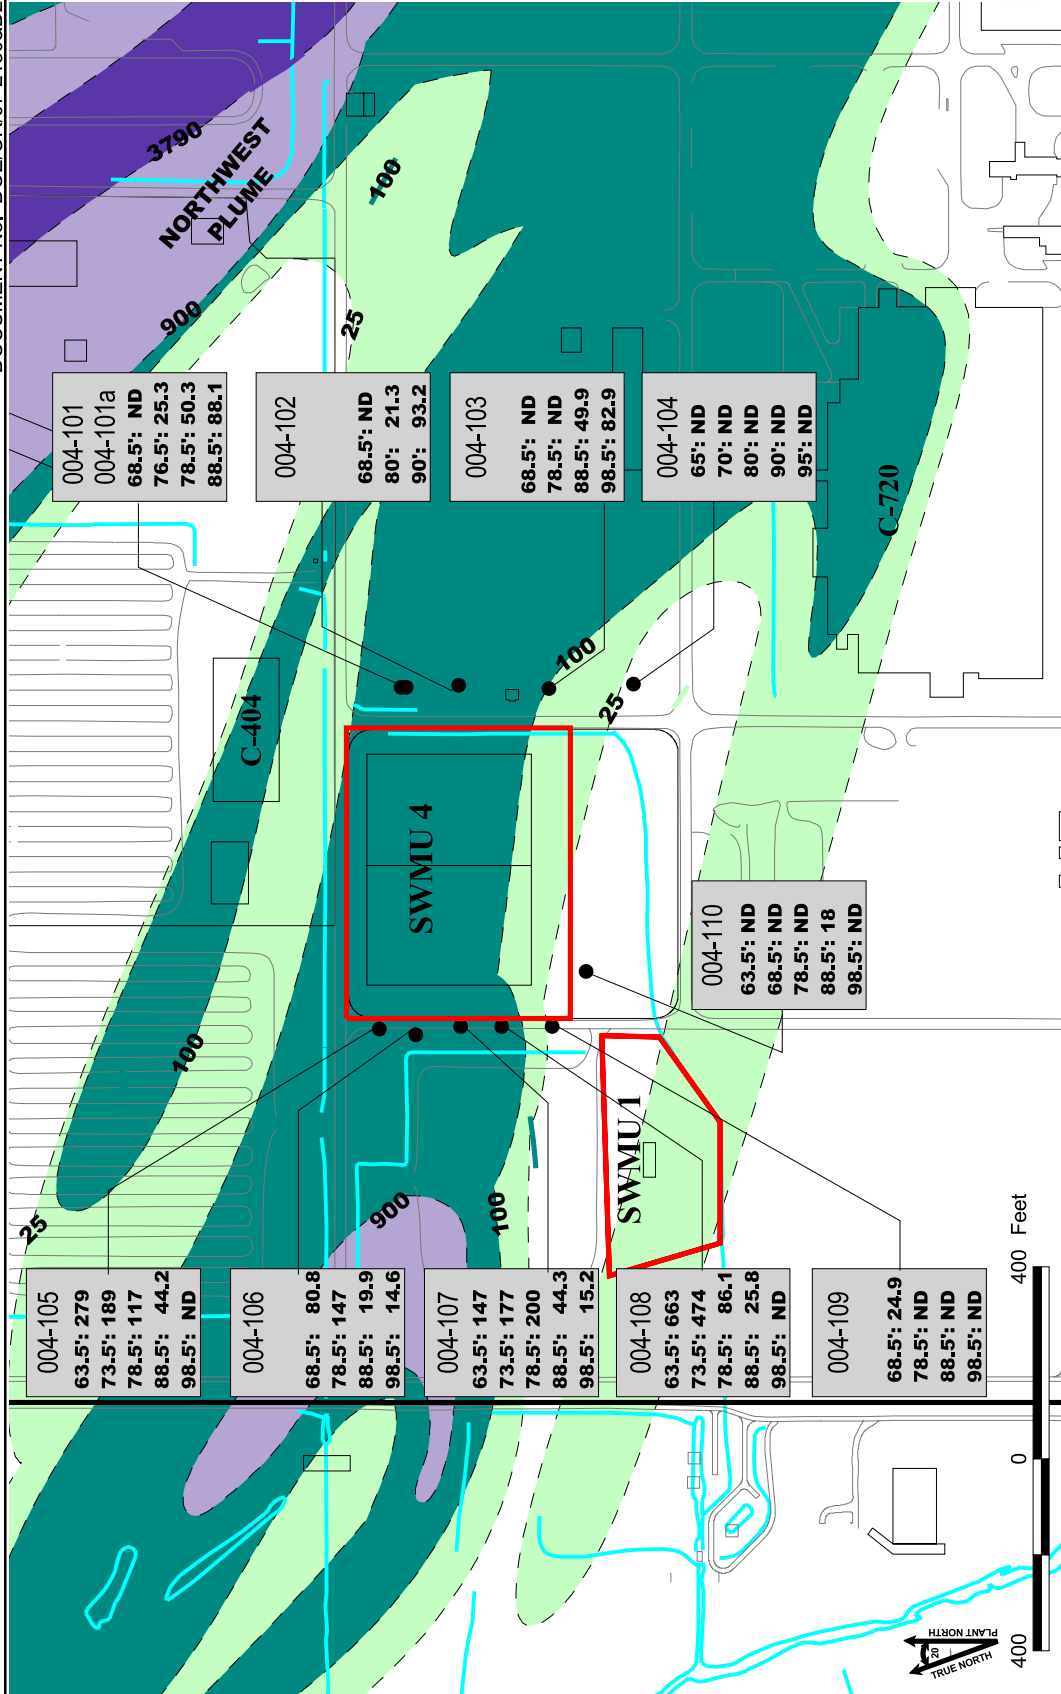 3790
NORTHWEST
PLUME
100
900
25
004-101
004-101a
68.5': ND
76.5': 25.3
78.5': 50.3
88.5': 88.1
004-102
68.5': ND
80': 21.3
90': 93.2
004-103
68.5': ND
78.5': ND
88.5': 49.9
98.5': 82.9
004-104
65': ND
70': ND
80': ND
90': ND
95': ND
C-720
C-404
100
25
SWMU 4
004-110
63.5': ND
68.5': ND
78.5': ND
88.5': 18
98.5': ND
100
SWMU 1
25
900
100
004-105
63.5': 279
73.5': 189
78.5': 117
88.5': 44.2
98.5': ND
004-106
68.5': 80.8
78.5': 147
88.5': 19.9
98.5': 14.6
004-107
63.5': 147
73.5': 177
78.5': 200
88.5': 44.3
98.5': 15.2
004-108
63.5': 663
73.5': 474
78.5': 86.1
88.5': 25.8
98.5': ND
004-109
68.5': 24.9
78.5': ND
88.5': ND
98.5': ND
400 0 400 Feet
PLANT NORTH
20
TRUE NORTH